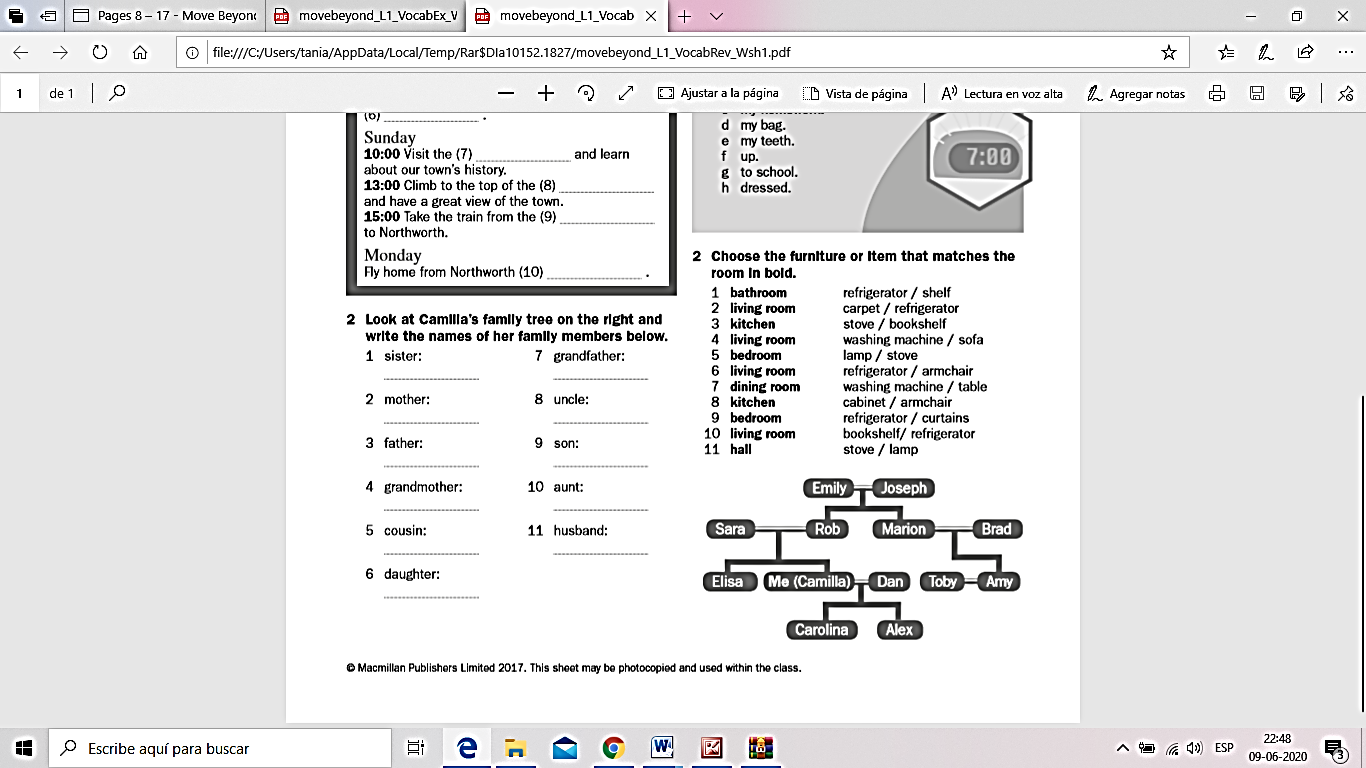 Pages 8 – 17 - Move Beyond
movebeyond_L1_VocabEx_W
movebeyond_L1_Vocab
file:///C:/Users/tania/AppData/Local/Temp/Rar$DIa10152.1827/movebeyond_L1_VocabRev_Wsh1.pdf
1 de 1
Ajustar a la página
Vista de página
Lectura en voz alta
Agregar notas
(6) ______________ .
Sunday
10:00 Visit the (7) ______________ and learn
about our town's history.
13:00 Climb to the top of the (8) ______________
and have a great view of the town.
15:00 Take the train from the (9) ______________
to Northworth.
Monday
Fly home from Northworth (10) ______________ .
2 Look at Camilla's family tree on the right and
write the names of her family members below.
1 sister:
2 mother:
3 father:
4 grandmother:
5 cousin:
6 daughter:
7 grandfather:
8 uncle:
9 son:
10 aunt:
11 husband:
d my bag.
e my teeth.
f up.
g to school.
h dressed.
7:00
2 Choose the furniture or item that matches the
room in bold.
1 bathroom refrigerator / shelf
2 living room carpet / refrigerator
3 kitchen stove / bookshelf
4 living room washing machine / sofa
5 bedroom lamp / stove
6 living room refrigerator / armchair
7 dining room washing machine / table
8 kitchen cabinet / armchair
9 bedroom refrigerator / curtains
10 living room bookshelf/ refrigerator
11 hall stove / lamp
Emily Joseph
Sara Rob Marion Brad
Elisa Me (Camilla) Dan Toby Amy
Carolina Alex
© Macmillan Publishers Limited 2017. This sheet may be photocopied and used within the class.
Escribe aquí para buscar
ESP
22:48
09-06-2020
3